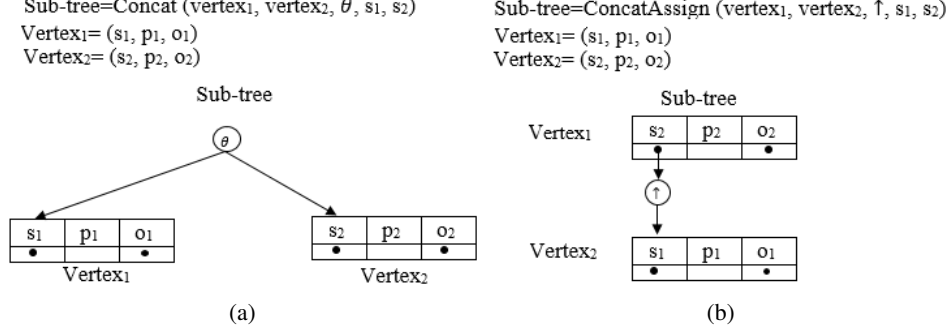 Sub-tree=Concat (vertex₁, vertex₂, θ, s₁, s₂)
Vertex₁= (s₁, p₁, o₁)
Vertex₂= (s₂, p₂, o₂)
Sub-tree
θ
s₁ p₁ o₁
Vertex₁
s₂ p₂ o₂
Vertex₂
(a)
Sub-tree=ConcatAssign (vertex₁, vertex₂, ↑, s₁, s₂)
Vertex₁= (s₁, p₁, o₁)
Vertex₂= (s₂, p₂, o₂)
Sub-tree
Vertex₁ s₂ p₂ o₂
↑
Vertex₂ s₁ p₁ o₁
(b)